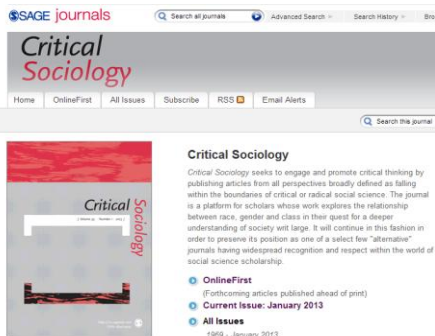 SAGE journals
Search all journals
Advanced Search
Search History
Bro
Critical
Sociology
Home
OnlineFirst
All Issues
Subscribe
RSS
Email Alerts
Search this journal
Critical Sociology
Critical Sociology seeks to engage and promote critical thinking by
publishing articles from all perspectives broadly defined as falling
within the boundaries of critical or radical social science. The journal
is a platform for scholars whose work explores the relationship
between race, gender and class in their quest for a deeper
understanding of society writ large. It will continue in this fashion in
order to preserve its position as one of a select few "alternative"
journals having widespread recognition and respect within the world of
social science scholarship.
OnlineFirst
(Forthcoming articles published ahead of print)
Current Issue: January 2013
All Issues
1969 - January 2013
Critical
Sociology